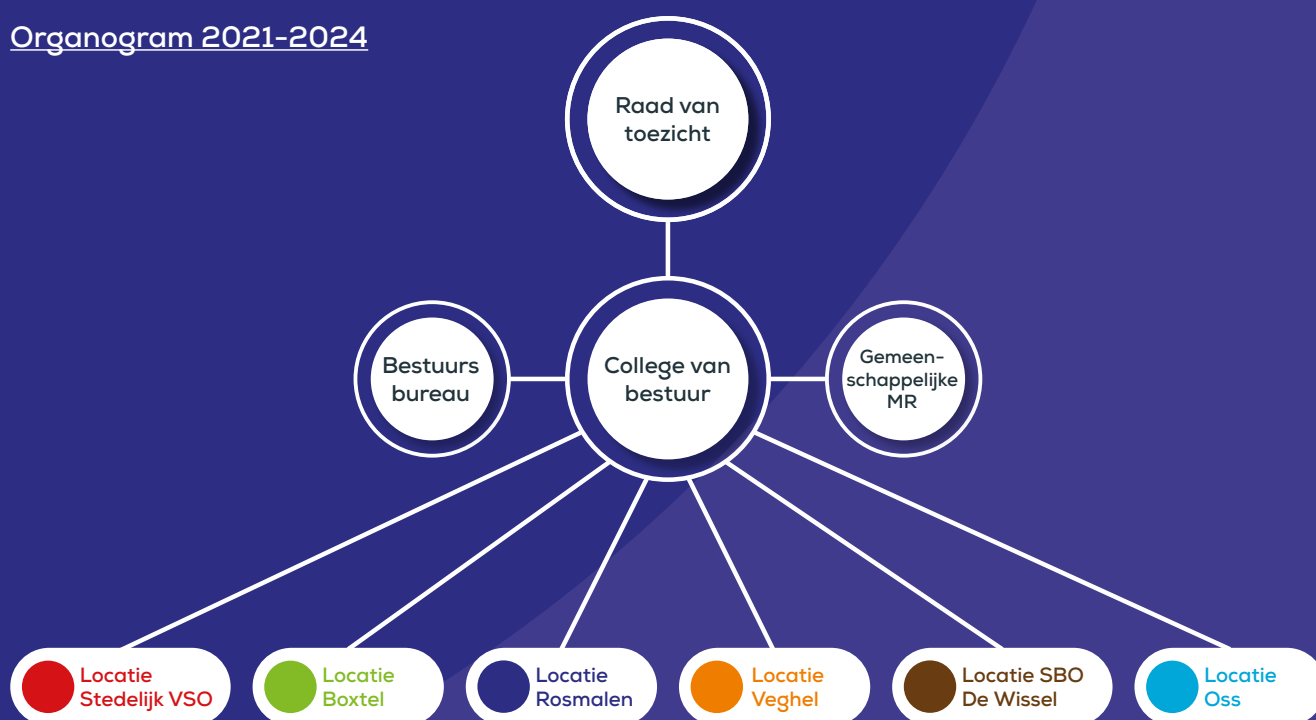 Organogram 2021-2024
Raad van
toezicht
Bestuurs
bureau
College van
bestuur
Gemeen-
schappelijke
MR
Locatie
Stedelijk VSO
Locatie
Boxtel
Locatie
Rosmalen
Locatie
Veghel
Locatie SBO
De Wissel
Locatie
Oss